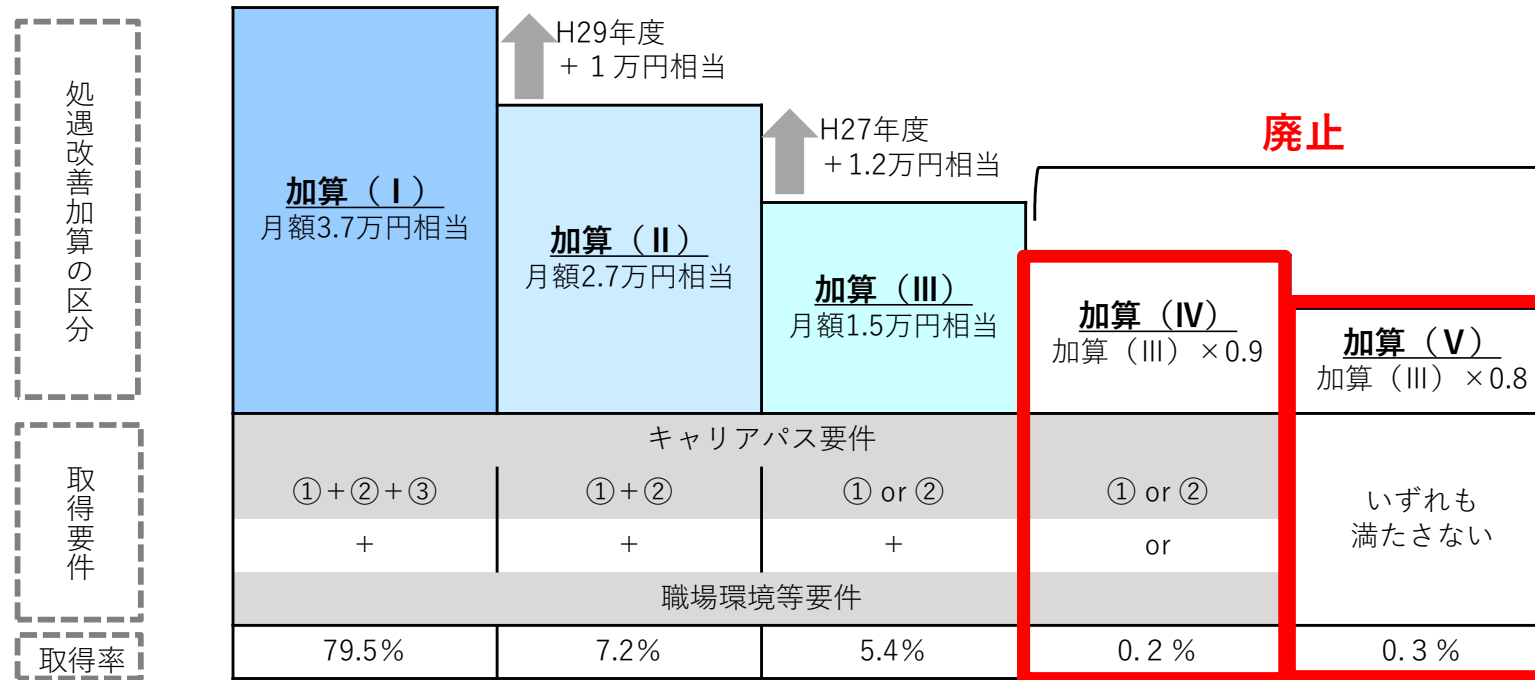 処遇改善加算の区分
加算（Ⅰ）
月額3.7万円相当
H29年度
＋１万円相当
加算（Ⅱ）
月額2.7万円相当
H27年度
＋1.2万円相当
加算（Ⅲ）
月額1.5万円相当
廃止
加算（Ⅳ）
加算（Ⅲ）×0.9
加算（Ⅴ）
加算（Ⅲ）×0.8
取得要件
キャリアパス要件
①＋②＋③
①＋②
① or ②
① or ②
いずれも
満たさない
＋
＋
＋
or
職場環境等要件
取得率
79.5%
7.2%
5.4%
0.２%
0.３%